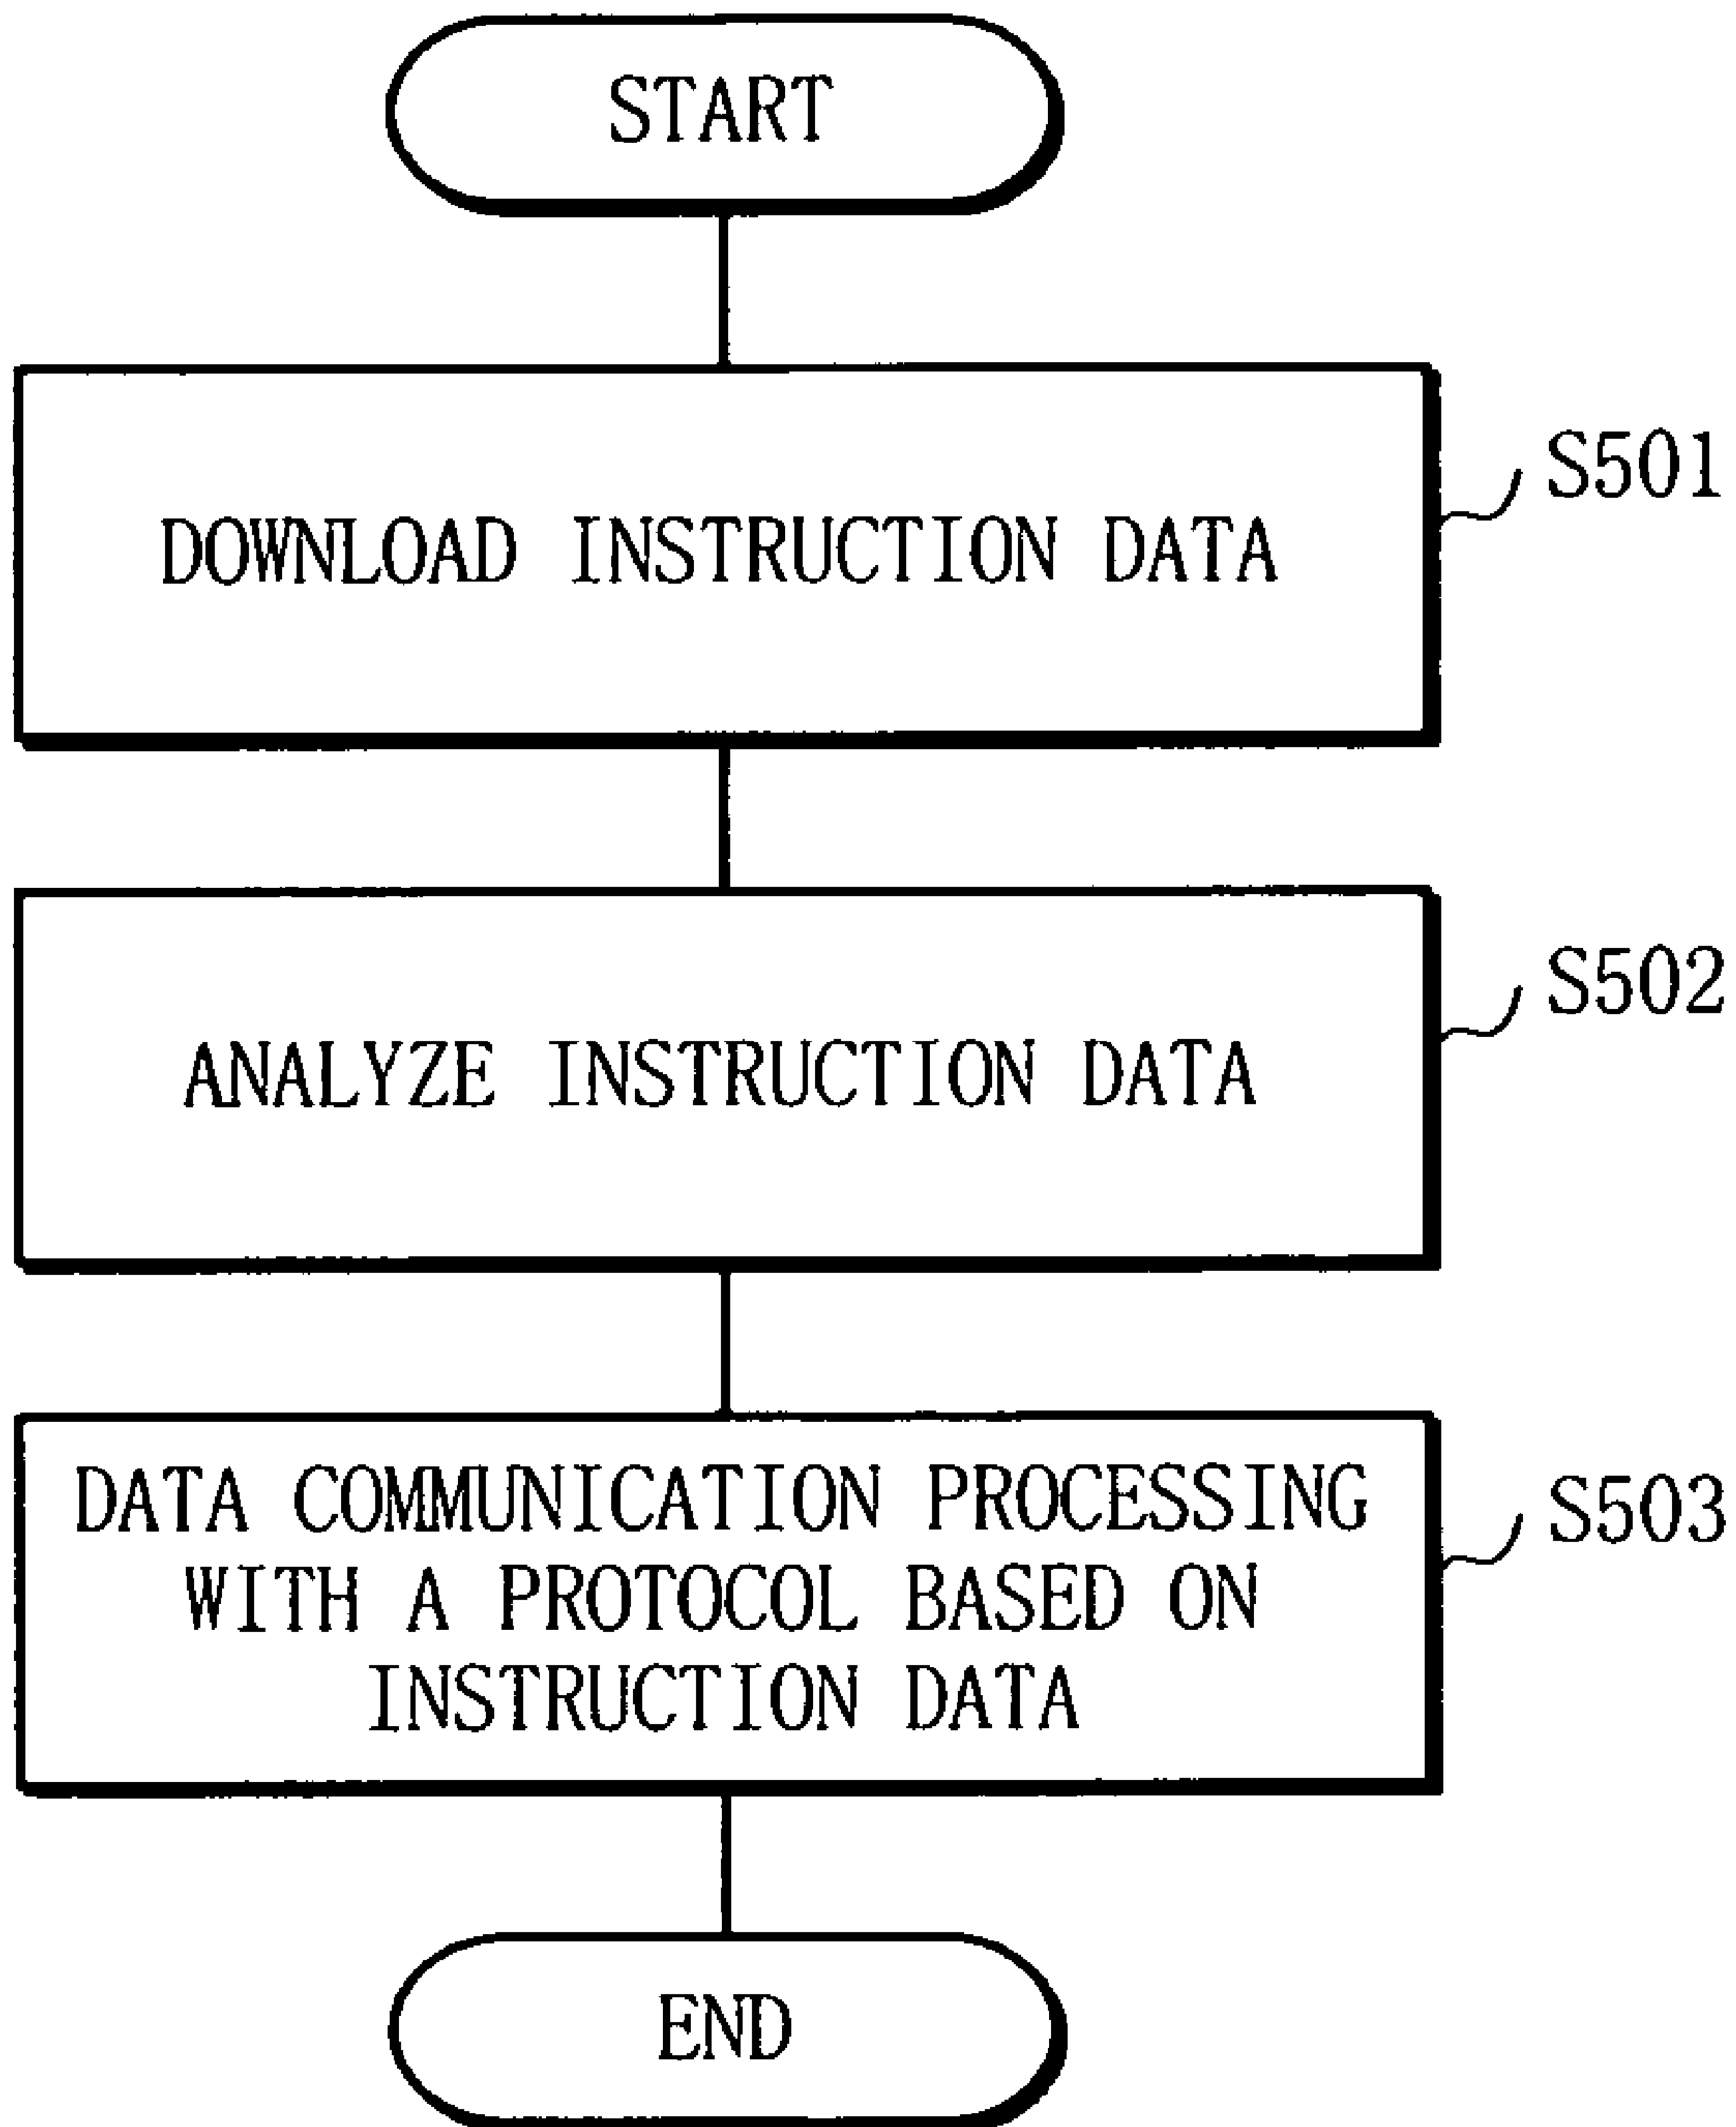 START
S501
DOWNLOAD INSTRUCTION DATA
S502
ANALYZE INSTRUCTION DATA
S503
DATA COMMUNICATION PROCESSING
WITH A PROTOCOL BASED ON
INSTRUCTION DATA
END